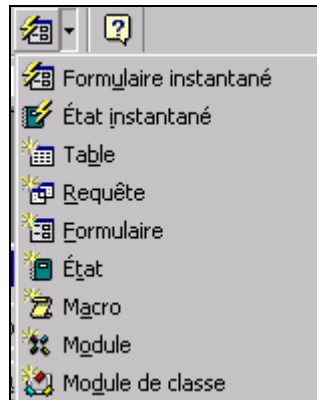 Formulaire instantané
État instantané
Table
Requête
Formulaire
État
Macro
Module
Module de classe